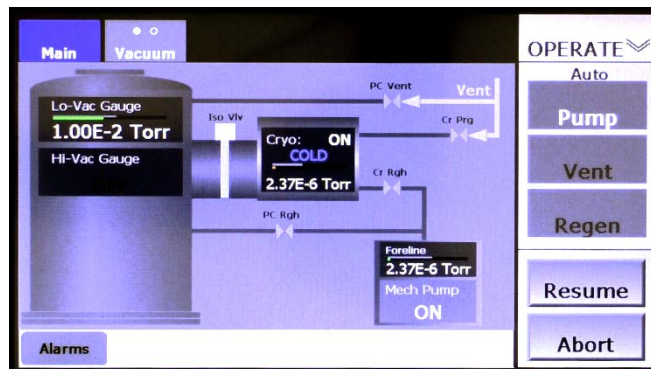 Main
Vacuum
OPERATE
Auto
Pump
Vent
Regen
Resume
Abort
PC Vent
Vent
Lo-Vac Gauge
1.00E-2 Torr
Iso Vlv
Cr Prg
Hi-Vac Gauge
Cryo: ON
COLD
2.37E-6 Torr
Cr Rgh
PC Rgh
Foreline
2.37E-6 Torr
Mech Pump
ON
Alarms